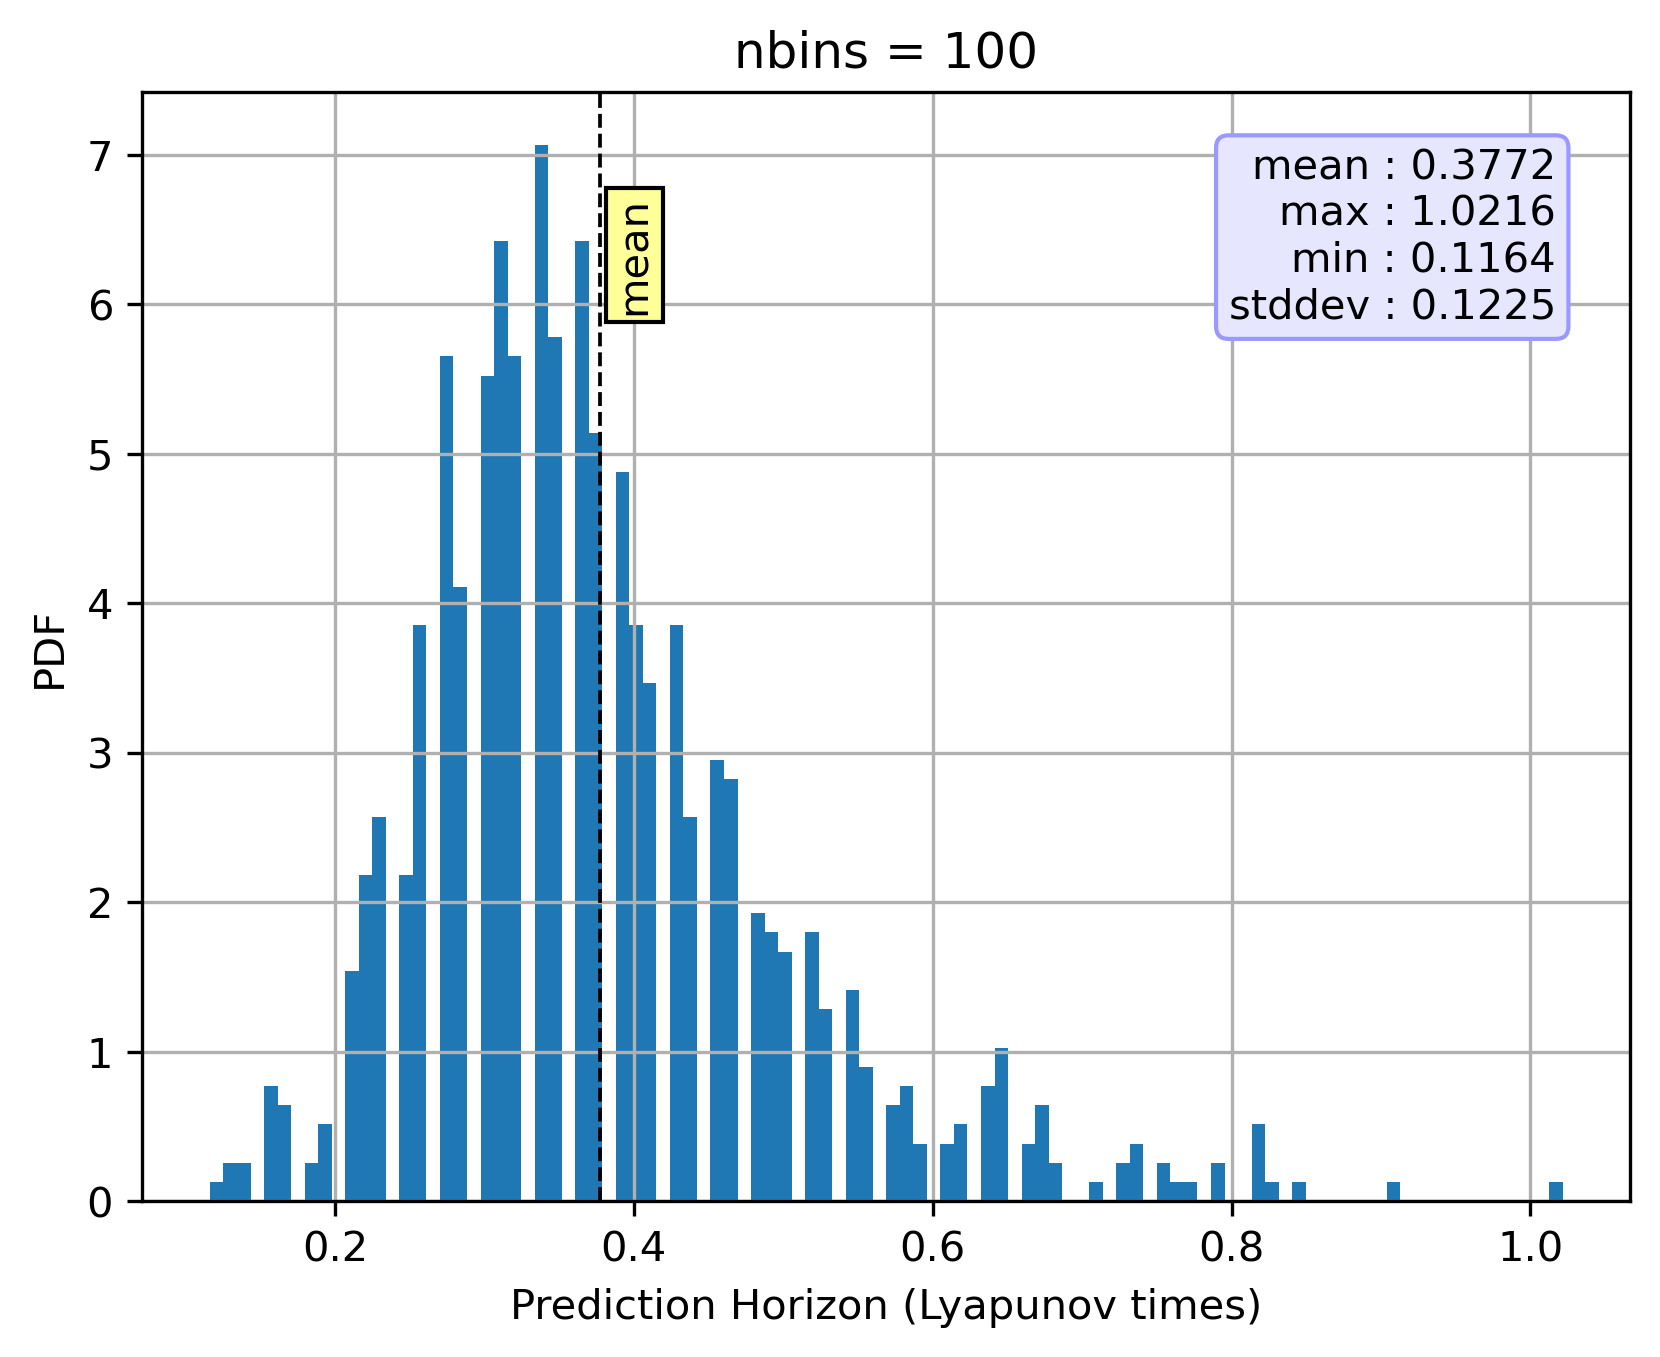 nbins = 100
mean : 0.3772
max : 1.0216
min : 0.1164
stddev : 0.1225
mean
PDF
7
6
5
4
3
2
1
0
0.2 0.4 0.6 0.8 1.0
Prediction Horizon (Lyapunov times)